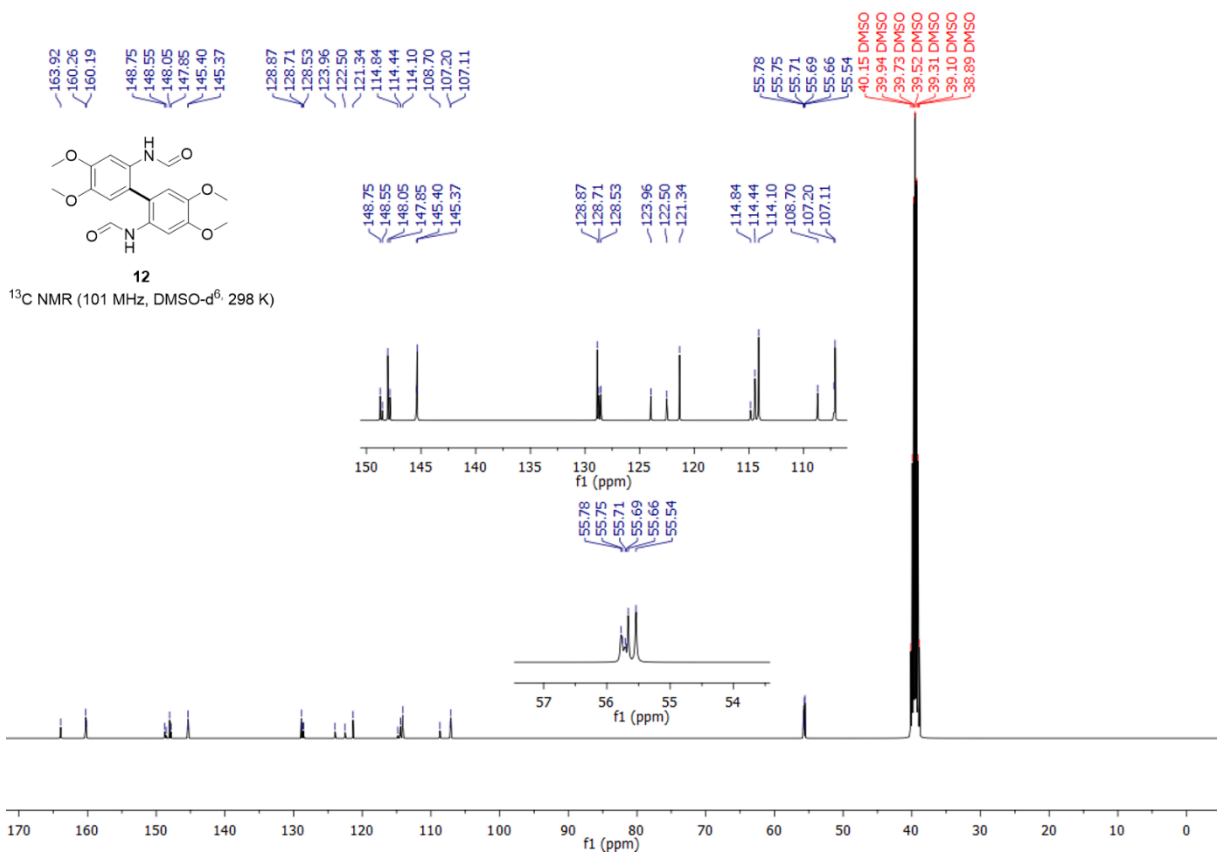 163.92
160.26
160.19
148.75
148.55
148.05
147.85
145.40
145.37
128.87
128.71
128.53
123.96
122.50
121.34
114.84
114.44
114.10
108.70
107.20
107.11
55.78
55.75
55.71
55.69
55.66
55.54
40.15 DMSO
39.94 DMSO
39.73 DMSO
39.52 DMSO
39.31 DMSO
39.10 DMSO
38.89 DMSO
H
N
O
O
O
O
O
O
N
H
12
¹³C NMR (101 MHz, DMSO-d⁶, 298 K)
148.75
148.55
148.05
147.85
145.40
145.37
128.87
128.71
128.53
123.96
122.50
121.34
114.84
114.44
114.10
108.70
107.20
107.11
150 145 140 135 130 125 120 115 110
f1 (ppm)
55.78
55.75
55.71
55.69
55.66
55.54
57 56 55 54
f1 (ppm)
170 160 150 140 130 120 110 100 90 80 70 60 50 40 30 20 10 0
f1 (ppm)